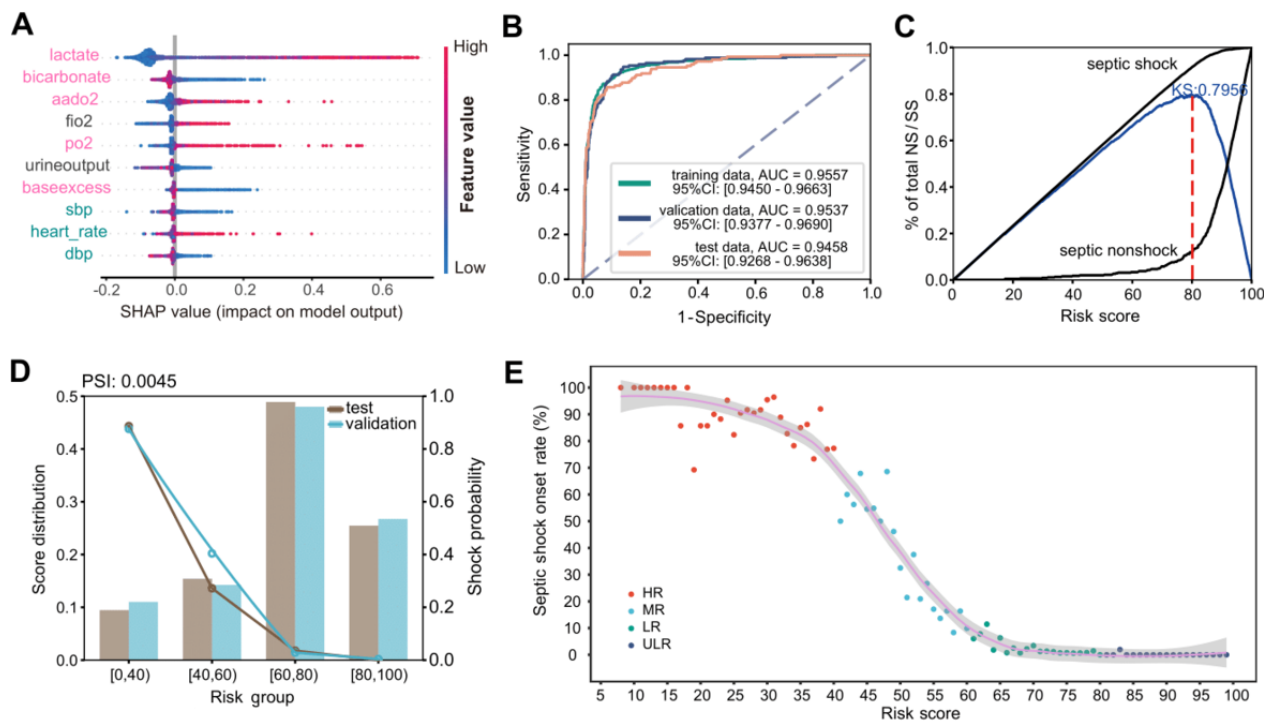 A
lactate
bicarbonate
aado2
fio2
po2
urineoutput
baseexcess
sbp
heart_rate
dbp
-0.2 0.0 0.2 0.4 0.6
SHAP value (impact on model output)
High
Feature value
Low
B
Sensitivity
1.0
0.8
0.6
0.4
0.2
0.0
training data, AUC = 0.9557
95%CI: [0.9450 - 0.9663]
valication data, AUC = 0.9537
95%CI: [0.9377 - 0.9690]
test data, AUC = 0.9458
95%CI: [0.9268 - 0.9638]
0.0 0.2 0.4 0.6 0.8 1.0
1-Specificity
C
% of total NS/SS
1.0
0.8
0.6
0.4
0.2
0.0
septic shock
KS:0.7956
septic nonshock
0 20 40 60 80 100
Risk score
D
PSI: 0.0045
Score distribution
0.5
0.4
0.3
0.2
0.1
0.0
test
validation
1.0
0.8
0.6
0.4
0.2
0.0
Shock probability
[0,40) [40,60) [60,80) [80,100)
Risk group
E
Septic shock onset rate (%)
100
90
80
70
60
50
40
30
20
10
0
HR
MR
LR
ULR
5 10 15 20 25 30 35 40 45 50 55 60 65 70 75 80 85 90 95 100
Risk score